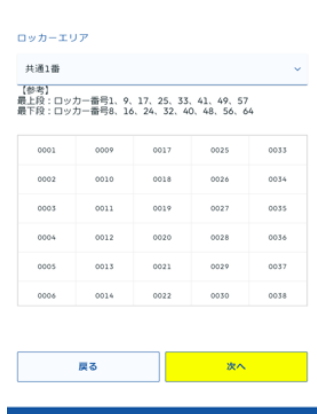 ロッカーエリア
共通1番
【参考】
最上段：ロッカー番号1、9、17、25、33、41、49、57
最下段：ロッカー番号8、16、24、32、40、48、56、64
0001 0009 0017 0025 0033
0002 0010 0018 0026 0034
0003 0011 0019 0027 0035
0004 0012 0020 0028 0036
0005 0013 0021 0029 0037
0006 0014 0022 0030 0038
戻る 次へ